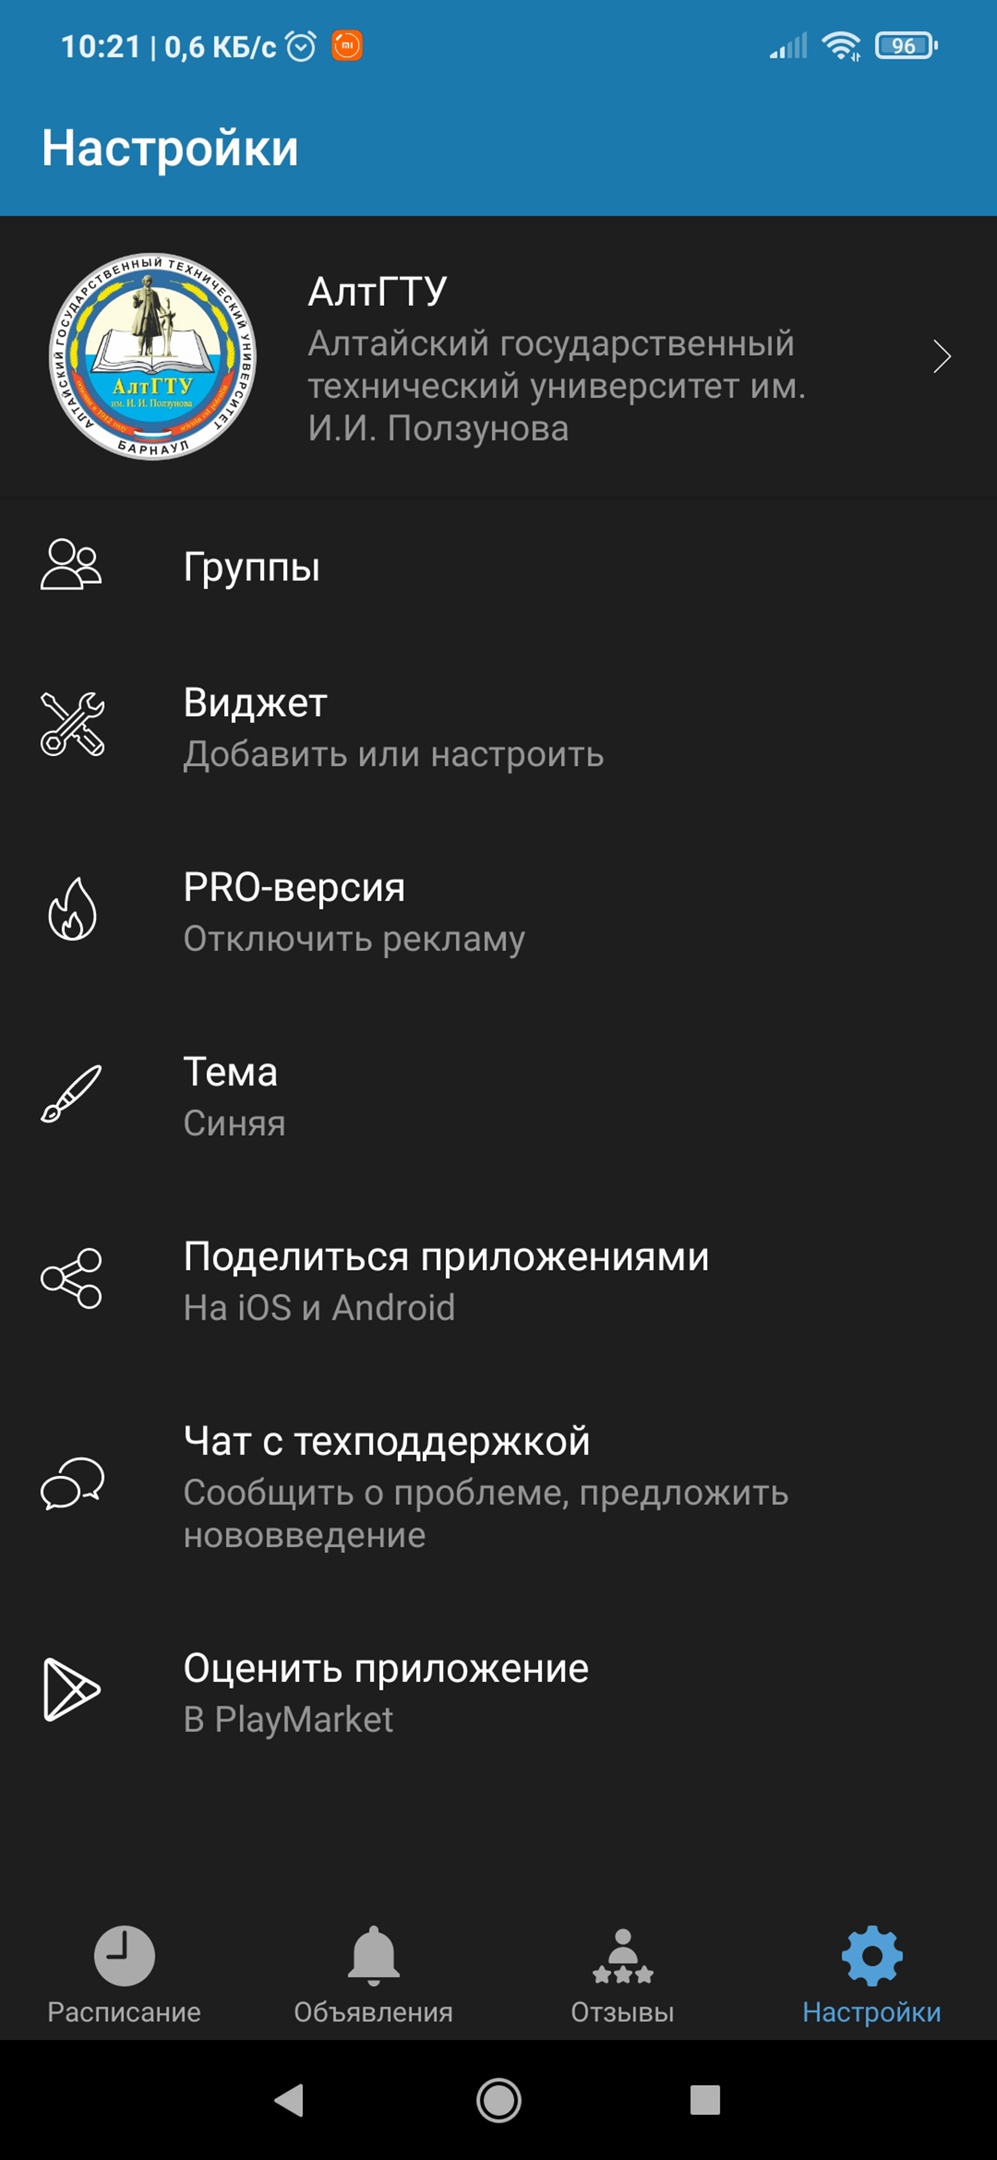 10:21 | 0,6 КБ/с
96
Настройки
АЛТАЙСКИЙ ГОСУДАРСТВЕННЫЙ ТЕХНИЧЕСКИЙ УНИВЕРСИТЕТ
АлтГТУ
им. И. И. Ползунова
БАРНАУЛ
АлтГТУ
Алтайский государственный
технический университет им.
И.И. Ползунова
Группы
Виджет
Добавить или настроить
PRO-версия
Отключить рекламу
Тема
Синяя
Поделиться приложениями
На iOS и Android
Чат с техподдержкой
Сообщить о проблеме, предложить
нововведение
Оценить приложение
В PlayMarket
Расписание
Объявления
Отзывы
Настройки